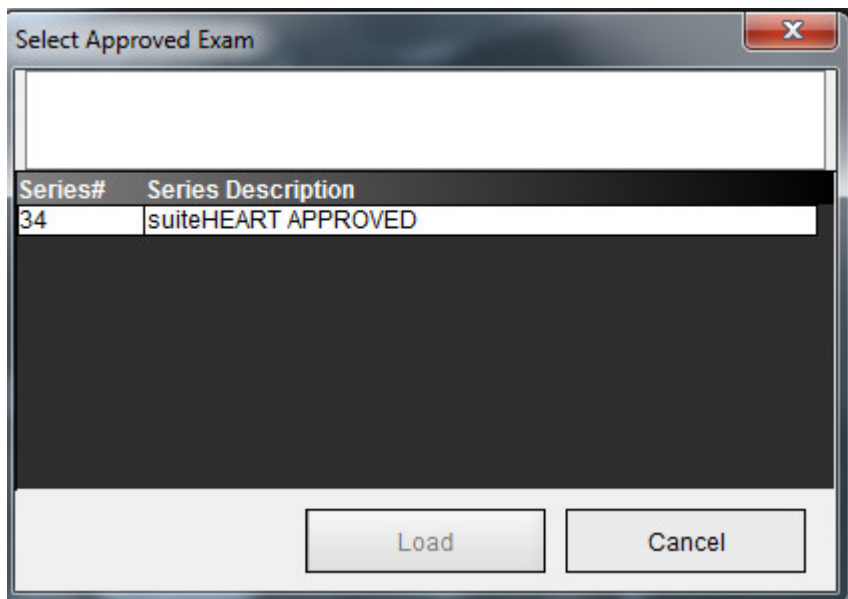 Select Approved Exam
Series# Series Description
34 suiteHEART APPROVED
Load Cancel